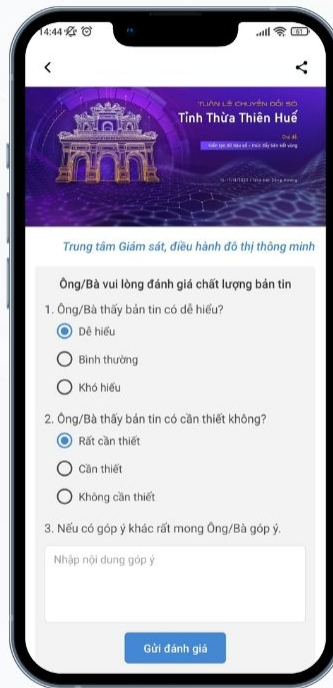 14:44
61
TUẦN LỄ CHUYỂN ĐỔI SỐ
Tỉnh Thừa Thiên Huế
Chủ đề:
Trung tâm Giám sát, điều hành đô thị thông minh
Ông/Bà vui lòng đánh giá chất lượng bản tin
1. Ông/Bà thấy bản tin có dễ hiểu?
Dễ hiểu
Bình thường
Khó hiểu
2. Ông/Bà thấy bản tin có cần thiết không?
Rất cần thiết
Cần thiết
Không cần thiết
3. Nếu có góp ý khác rất mong Ông/Bà góp ý.
Nhập nội dung góp ý
Gửi đánh giá